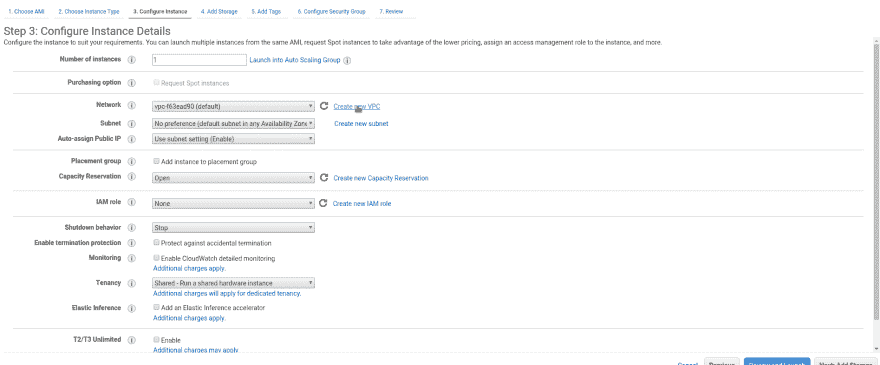 1. Choose AMI 2. Choose Instance Type 3. Configure Instance 4. Add Storage 5. Add Tags 6. Configure Security Group 7. Review
Step 3: Configure Instance Details
Configure the instance to suit your requirements. You can launch multiple instances from the same AMI, request Spot instances to take advantage of the lower pricing, assign an access management role to the instance, and more.
Number of instances 1 Launch into Auto Scaling Group
Purchasing option Request Spot instances
Network vpc-f63ead90 (default) Create new VPC
Subnet No preference (default subnet in any Availability Zone Create new subnet
Auto-assign Public IP Use subnet setting (Enable)
Placement group Add instance to placement group
Capacity Reservation Open Create new Capacity Reservation
IAM role None Create new IAM role
Shutdown behavior Stop
Enable termination protection Protect against accidental termination
Monitoring Enable CloudWatch detailed monitoring
Additional charges apply.
Tenancy Shared - Run a shared hardware instance
Additional charges will apply for dedicated tenancy.
Elastic Inference Add an Elastic Inference accelerator
Additional charges apply.
T2/T3 Unlimited Enable
Additional charges may apply
Cancel Previous Review and Launch Next: Add Storage